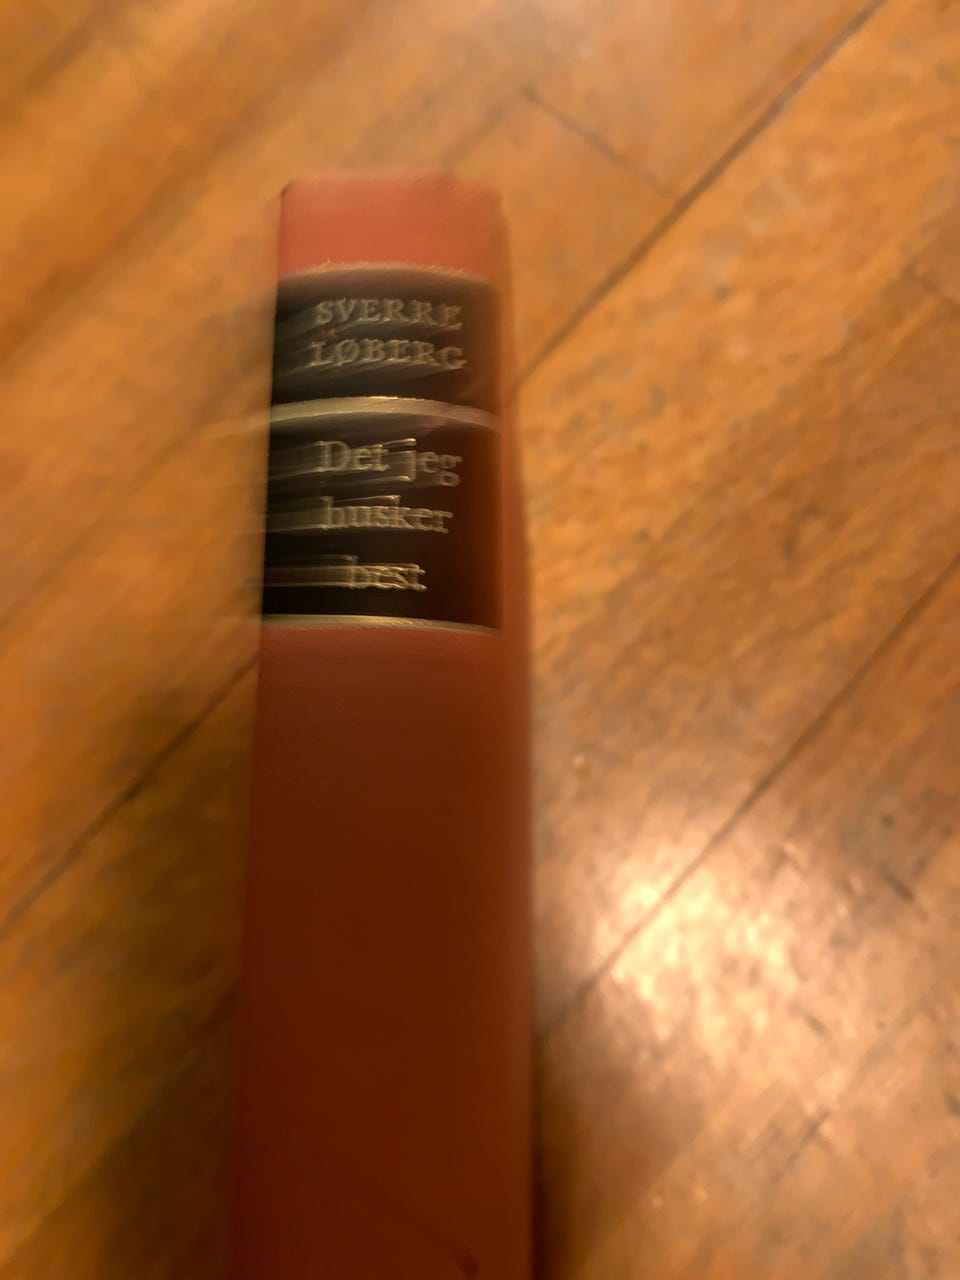 SVERRE
LØBERG
Det jeg
husker
best